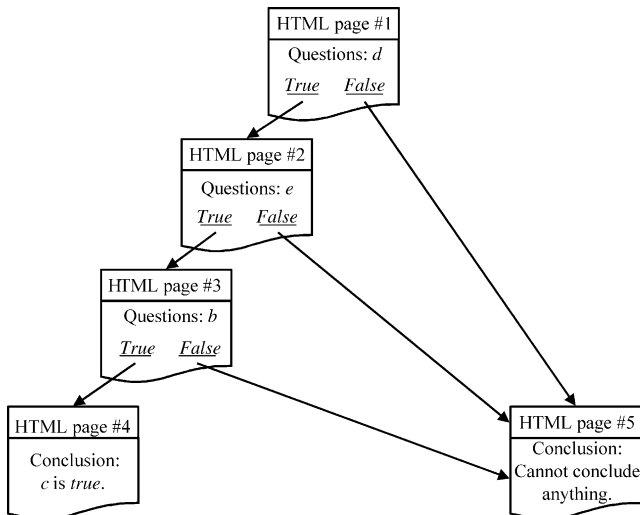 HTML page #1
Questions: d
True False
HTML page #2
Questions: e
True False
HTML page #3
Questions: b
True False
HTML page #4
Conclusion:
c is true.
HTML page #5
Conclusion:
Cannot conclude
anything.